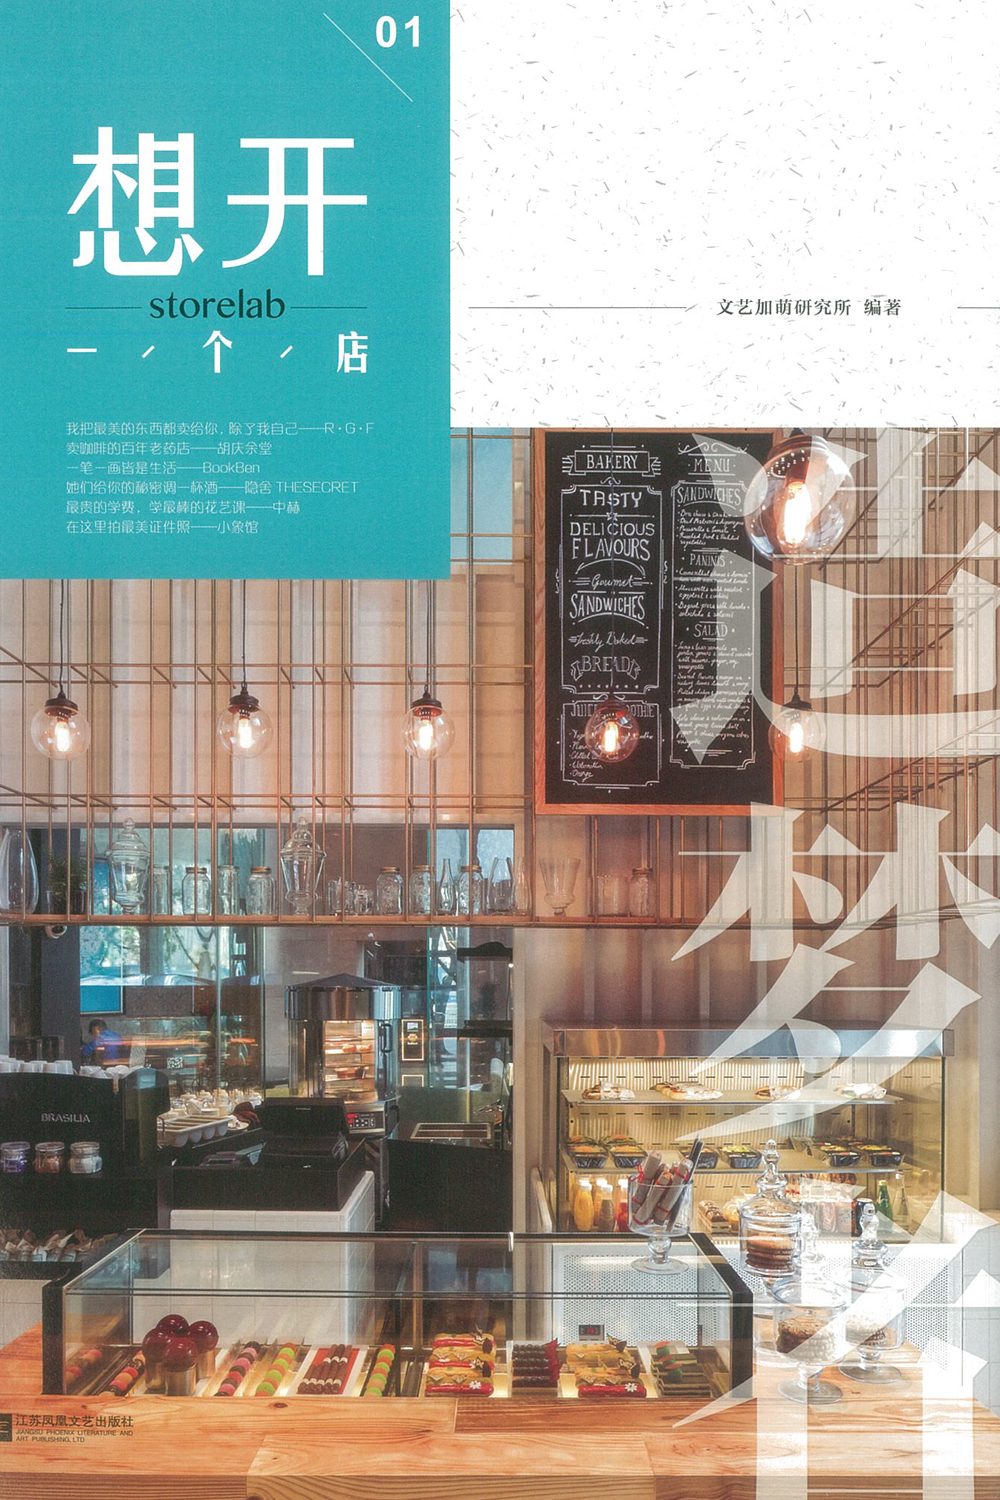 01
想开
storelab
一个店
我把最美的东西都卖给你,除了我自己——R·G·F
卖咖啡的百年老药店——胡庆余堂
一笔一画皆是生活——BookBen
她们给你的秘密调一杯酒——隐舍 THESECRET
最贵的学费,学最棒的花艺课——中赫
在这里拍最美证件照——小象馆
文艺加萌研究所 编著
造梦者
BAKERY
TASTY
DELICIOUS
FLAVOURS
Gourmet
SANDWICHES
Freshly Baked
BREADS
MENU
SANDWICHES
PANINIS
SALAD
BRASILIA
江苏凤凰文艺出版社
JIANGSU PHOENIX LITERATURE AND
ART PUBLISHING, LTD